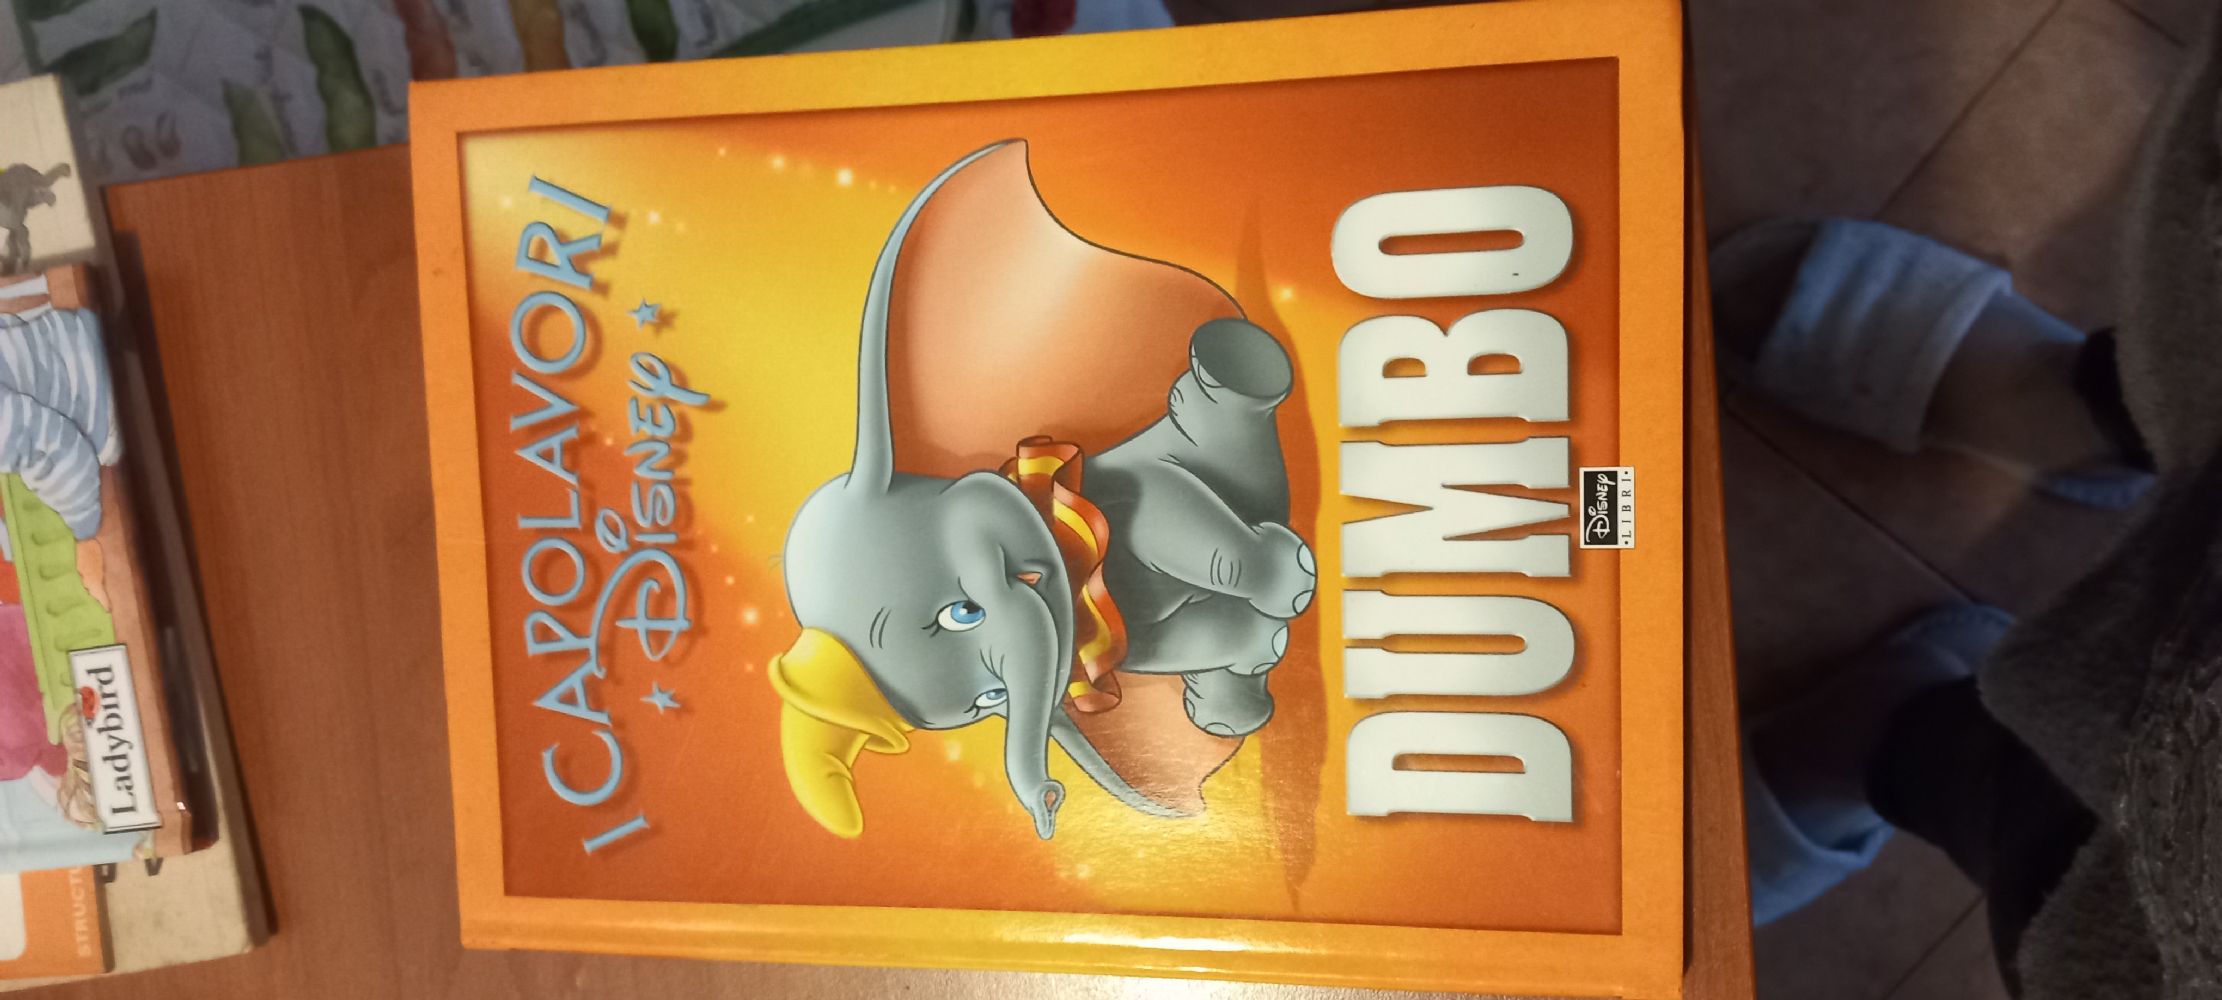 I CAPOLAVORI
DISNEY
DUMBO
DISNEY
• LIBRI •
Ladybird